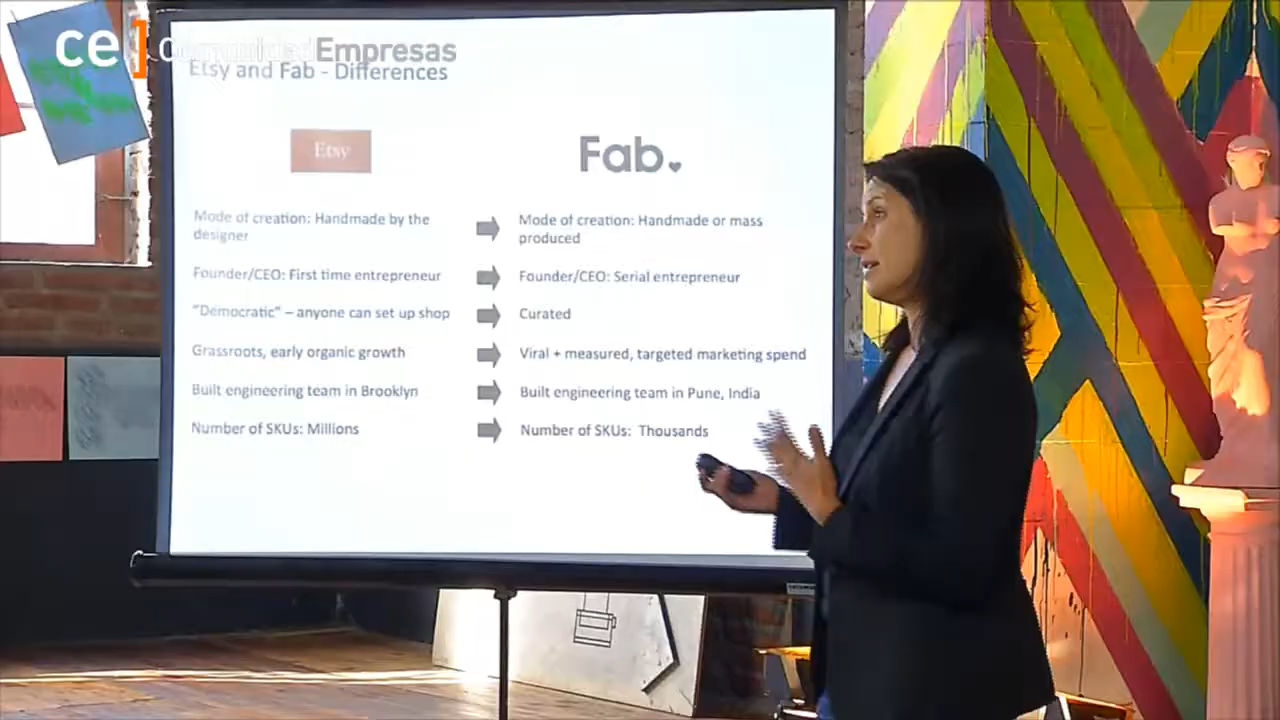 ce] Comunidad Empresas
Etsy and Fab - Differences
Etsy
Fab.
Mode of creation: Handmade by the
designer
Mode of creation: Handmade or mass
produced
Founder/CEO: First time entrepreneur
Founder/CEO: Serial entrepreneur
"Democratic" – anyone can set up shop
Curated
Grassroots, early organic growth
Viral + measured, targeted marketing spend
Built engineering team in Brooklyn
Built engineering team in Pune, India
Number of SKUs: Millions
Number of SKUs: Thousands